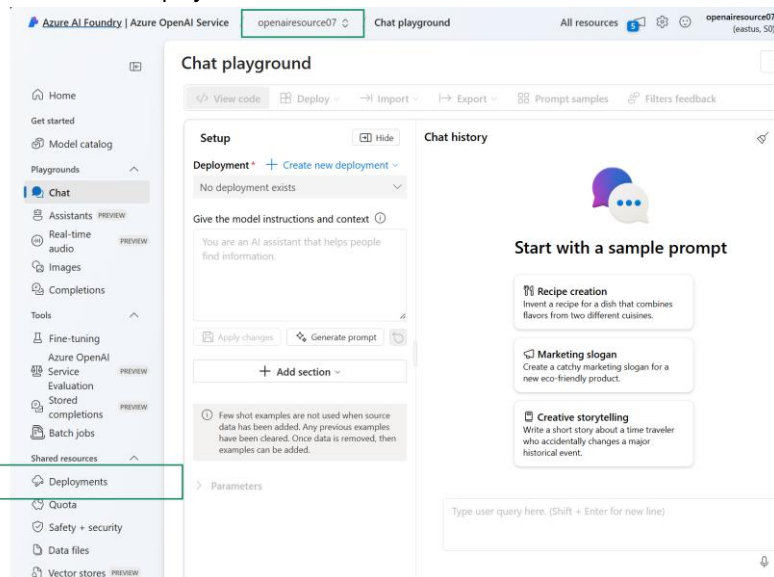 Azure AI Foundry | Azure OpenAI Service
openairesource07
Chat playground
All resources
5
openairesource07
(eastus, S0)
Home
Get started
Model catalog
Playgrounds
Chat
Assistants PREVIEW
Real-time
audio
PREVIEW
Images
Completions
Tools
Fine-tuning
Azure OpenAI
Service
Evaluation
PREVIEW
Stored
completions
PREVIEW
Batch jobs
Shared resources
Deployments
Quota
Safety + security
Data files
Vector stores PREVIEW
Chat playground
</> View code
Deploy
Import
Export
Prompt samples
Filters feedback
Setup
Hide
Deployment * + Create new deployment
No deployment exists
Give the model instructions and context
You are an AI assistant that helps people
find information.
Apply changes
Generate prompt
+ Add section
Few shot examples are not used when source
data has been added. Any previous examples
have been cleared. Once data is removed, then
examples can be added.
> Parameters
Chat history
Start with a sample prompt
Recipe creation
Invent a recipe for a dish that combines
flavors from two different cuisines.
Marketing slogan
Create a catchy marketing slogan for a
new eco-friendly product.
Creative storytelling
Write a short story about a time traveler
who accidentally changes a major
historical event.
Type user query here. (Shift + Enter for new line)